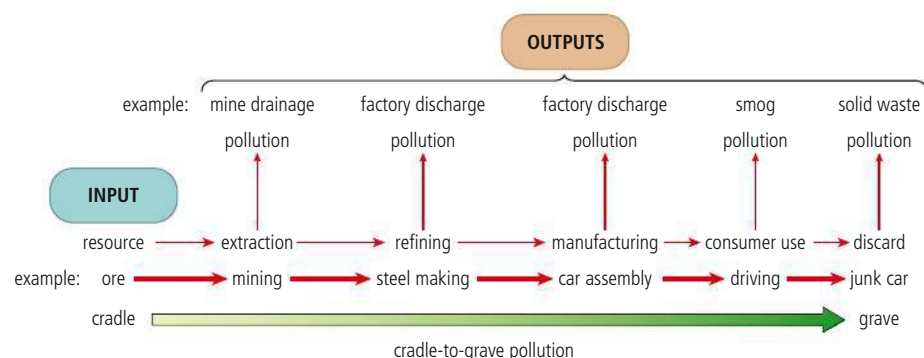 OUTPUTS
example: mine drainage factory discharge factory discharge smog solid waste
pollution pollution pollution pollution pollution
INPUT
resource extraction refining manufacturing consumer use discard
example: ore mining steel making car assembly driving junk car
cradle grave
cradle-to-grave pollution